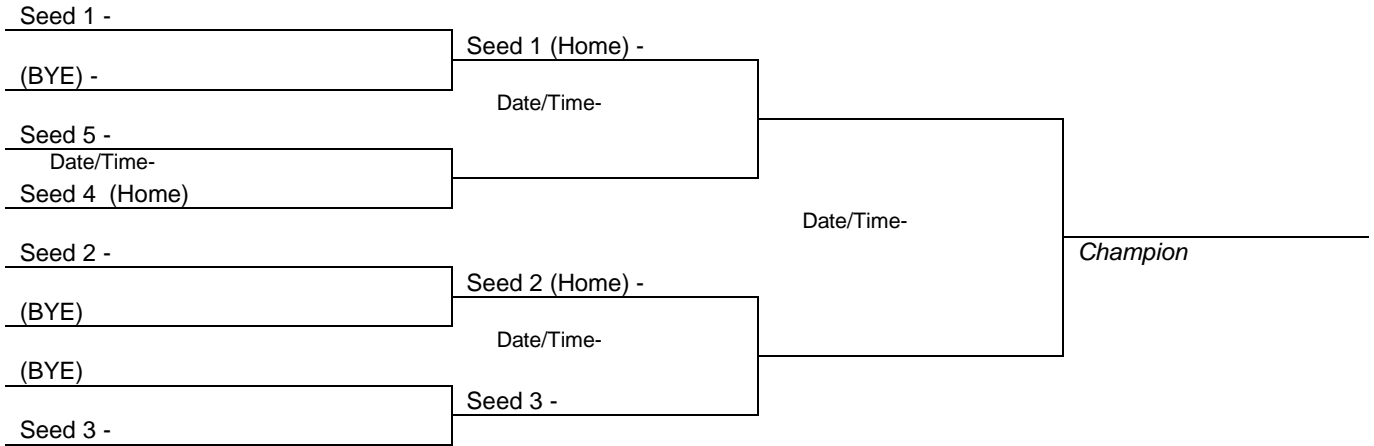 Seed 1 -
Seed 1 (Home) -
(BYE) -
Date/Time-
Seed 5 -
Date/Time-
Seed 4  (Home)
Date/Time-
Seed 2 -
Champion
Seed 2 (Home) -
(BYE)
Date/Time-
(BYE)
Seed 3 -
Seed 3 -